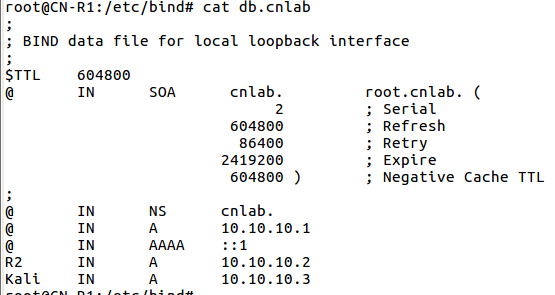 root@CN-R1:/etc/bind# cat db.cnlab
;
; BIND data file for local loopback interface
;
$TTL    604800
@       IN      SOA     cnlab.          root.cnlab. (
                              2         ; Serial
                         604800         ; Refresh
                          86400         ; Retry
                        2419200         ; Expire
                         604800 )       ; Negative Cache TTL
;
@       IN      NS      cnlab.
@       IN      A       10.10.10.1
@       IN      AAAA    ::1
R2      IN      A       10.10.10.2
Kali    IN      A       10.10.10.3
root@CN-R1:/etc/bind#